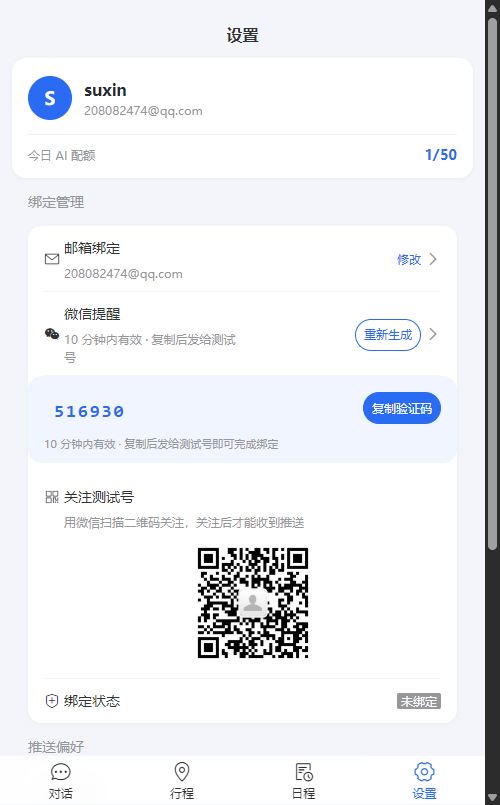 设置
S
suxin
208082474@qq.com
今日 AI 配额
1/50
绑定管理
邮箱绑定
208082474@qq.com
修改
微信提醒
10 分钟内有效 · 复制后发给测试
号
重新生成
516930
复制验证码
10 分钟内有效 · 复制后发给测试号即可完成绑定
关注测试号
用微信扫描二维码关注，关注后才能收到推送
绑定状态
未绑定
推送偏好
对话
行程
日程
设置